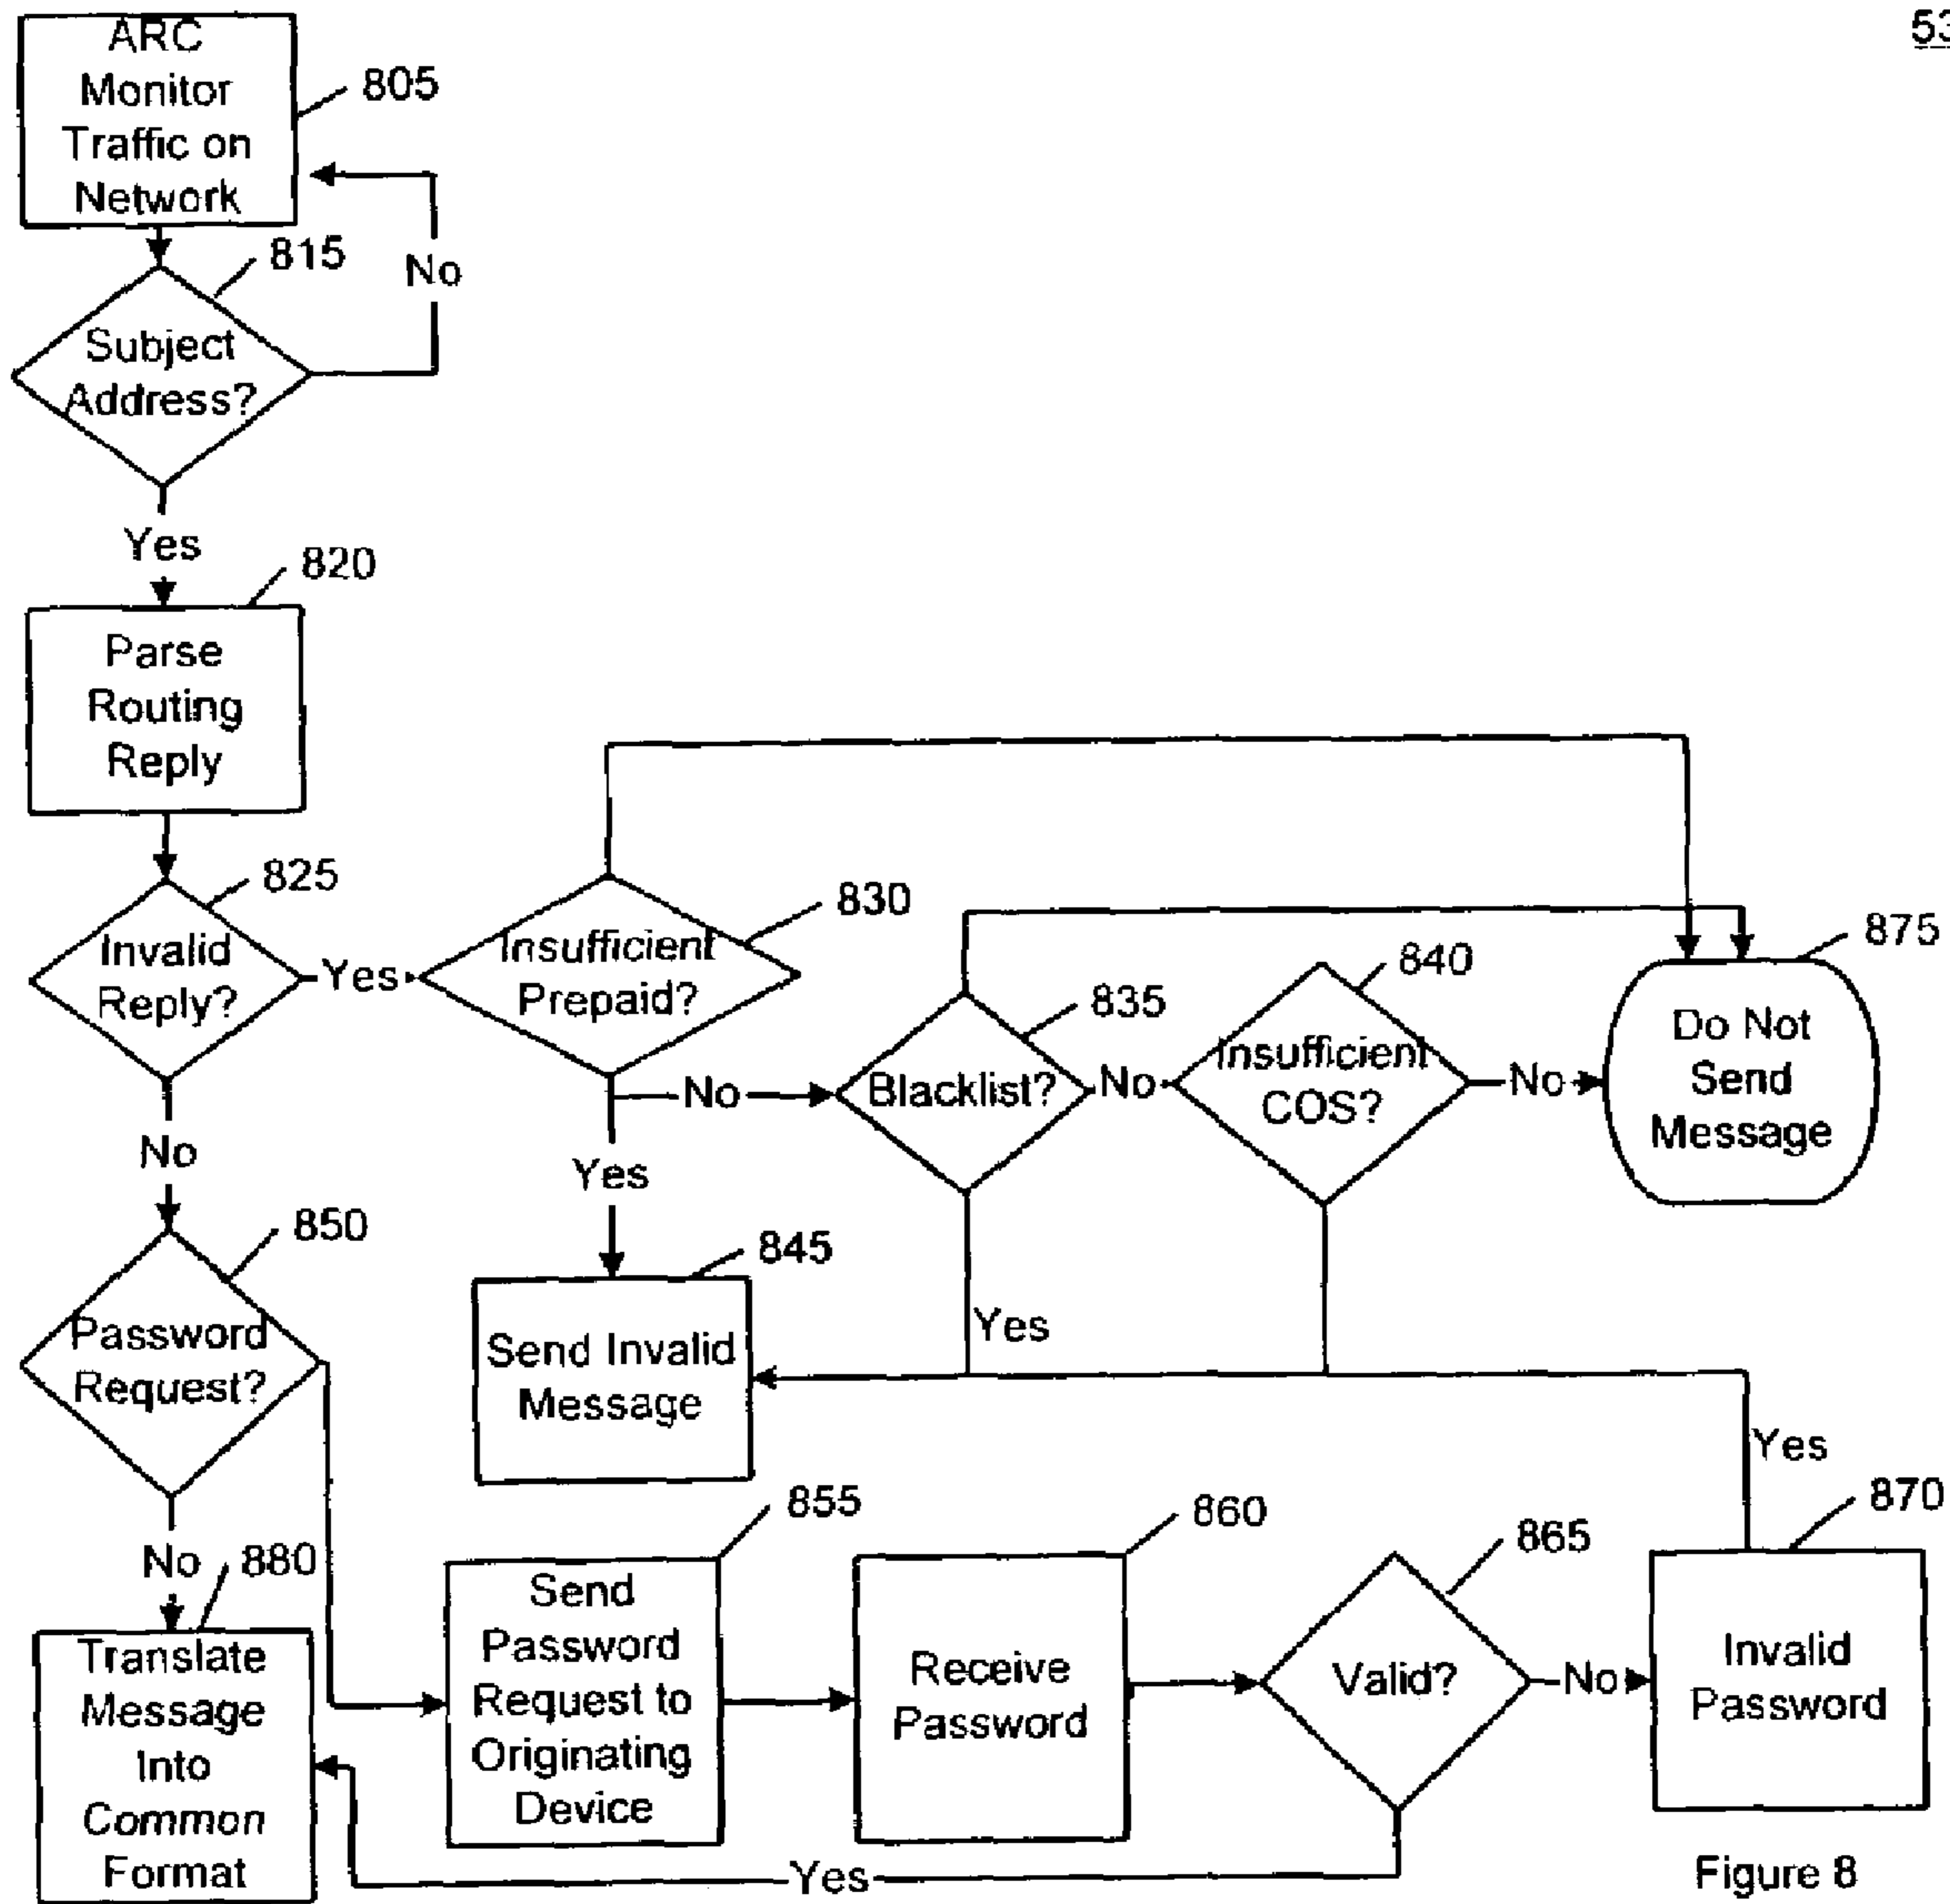 53
ARC
Monitor
Traffic on
Network
805
815
No
Subject
Address?
Yes
820
Parse
Routing
Reply
825
Invalid
Reply?
Yes
830
Insufficient
Prepaid?
No
835
Blacklist?
No
840
Insufficient
COS?
No
875
Do Not
Send
Message
No
Yes
850
Password
Request?
845
Send Invalid
Message
Yes
Yes
No
880
Translate
Message
Into
Common
Format
855
Send
Password
Request to
Originating
Device
860
Receive
Password
865
Valid?
No
870
Invalid
Password
Yes
Figure 8